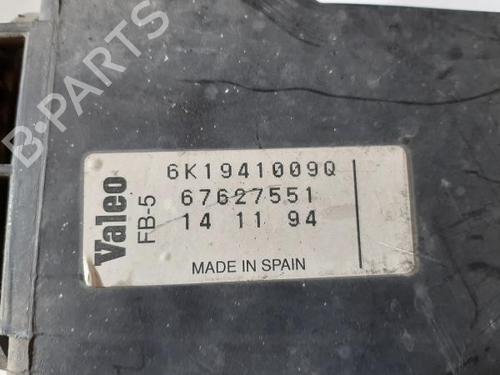 B-PARTS
Valeo
FB-5
6K1941009Q
67627551
14 11 94
MADE IN SPAIN